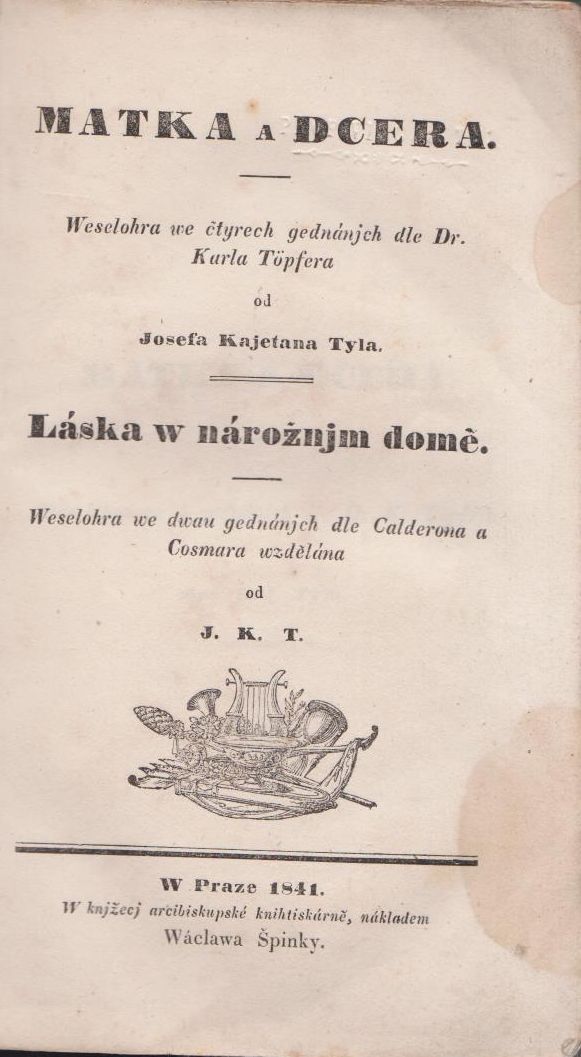 MATKA A DCERA.
Weselohra we čtyrech gednánjch dle Dr.
Karla Töpfera
od
Josefa Kajetana Tyla.
Láska w nárožnjm domě.
Weselohra we dwau gednánjch dle Calderona a
Cosmara wzdělána
od
J. K. T.
W Praze 1841.
W knjžecj arcibiskupské knihtiskárně, nákladem
Wáclawa Špinky.